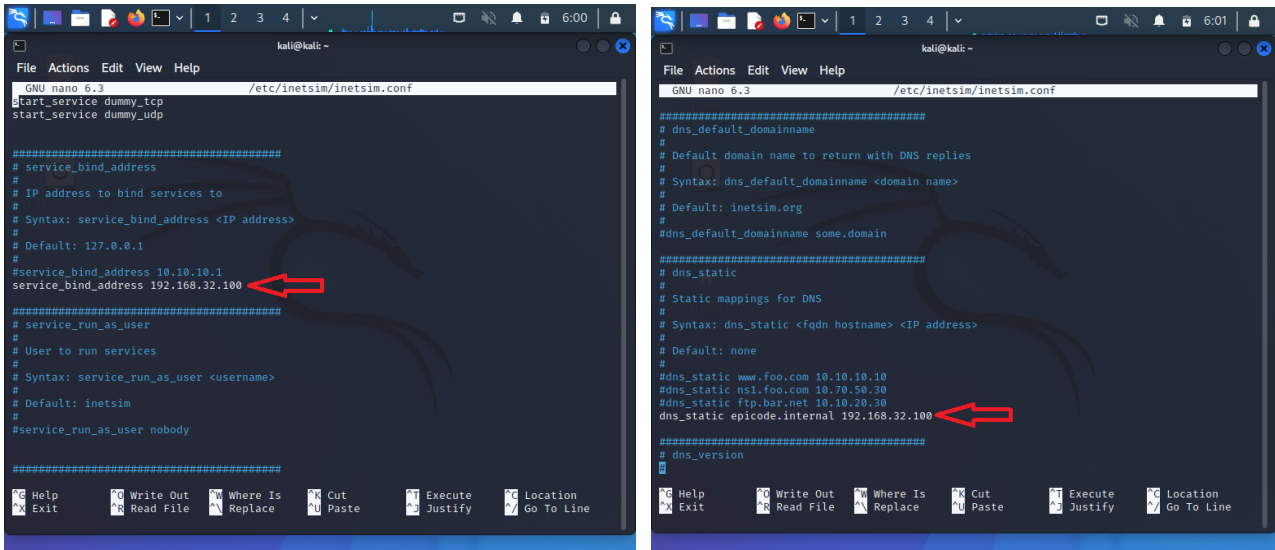 1 2 3 4 6:00
kali@kali: ~
File Actions Edit View Help
GNU nano 6.3 /etc/inetsim/inetsim.conf
start_service dummy_tcp
start_service dummy_udp
#########################################
# service_bind_address
#
# IP address to bind services to
#
# Syntax: service_bind_address <IP address>
#
# Default: 127.0.0.1
#
#service_bind_address 10.10.10.1
service_bind_address 192.168.32.100
#########################################
# service_run_as_user
#
# User to run services
#
# Syntax: service_run_as_user <username>
#
# Default: inetsim
#
#service_run_as_user nobody
#########################################
^G Help ^O Write Out ^W Where Is ^K Cut ^T Execute ^C Location
^X Exit ^R Read File ^\ Replace ^U Paste ^J Justify ^/ Go To Line
1 2 3 4 6:01
kali@kali: ~
File Actions Edit View Help
GNU nano 6.3 /etc/inetsim/inetsim.conf
#########################################
# dns_default_domainname
#
# Default domain name to return with DNS replies
#
# Syntax: dns_default_domainname <domain name>
#
# Default: inetsim.org
#
#dns_default_domainname some.domain
#########################################
# dns_static
#
# Static mappings for DNS
#
# Syntax: dns_static <fqdn hostname> <IP address>
#
# Default: none
#
#dns_static www.foo.com 10.10.10.10
#dns_static ns1.foo.com 10.70.50.30
#dns_static ftp.bar.net 10.10.20.30
dns_static epicode.internal 192.168.32.100
#########################################
# dns_version
#
^G Help ^O Write Out ^W Where Is ^K Cut ^T Execute ^C Location
^X Exit ^R Read File ^\ Replace ^U Paste ^J Justify ^/ Go To Line